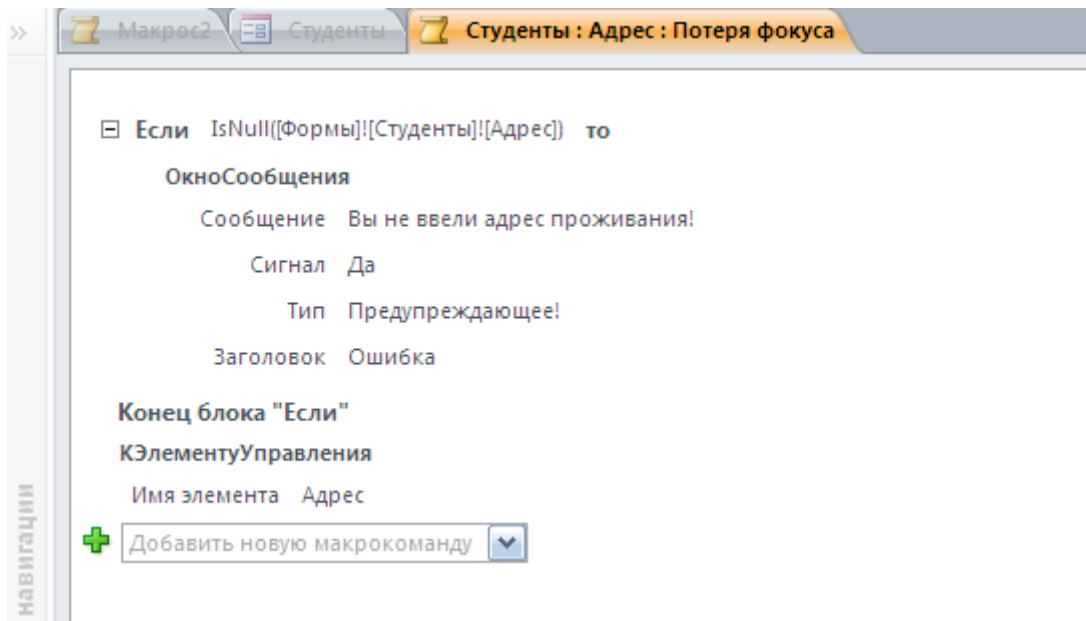 »
Макрос2 Студенты Студенты : Адрес : Потеря фокуса
Если IsNull([Формы]![Студенты]![Адрес]) то
ОкноСообщения
Сообщение Вы не ввели адрес проживания!
Сигнал Да
Тип Предупреждающее!
Заголовок Ошибка
Конец блока "Если"
КЭлементуУправления
Имя элемента Адрес
Добавить новую макрокоманду
навигации